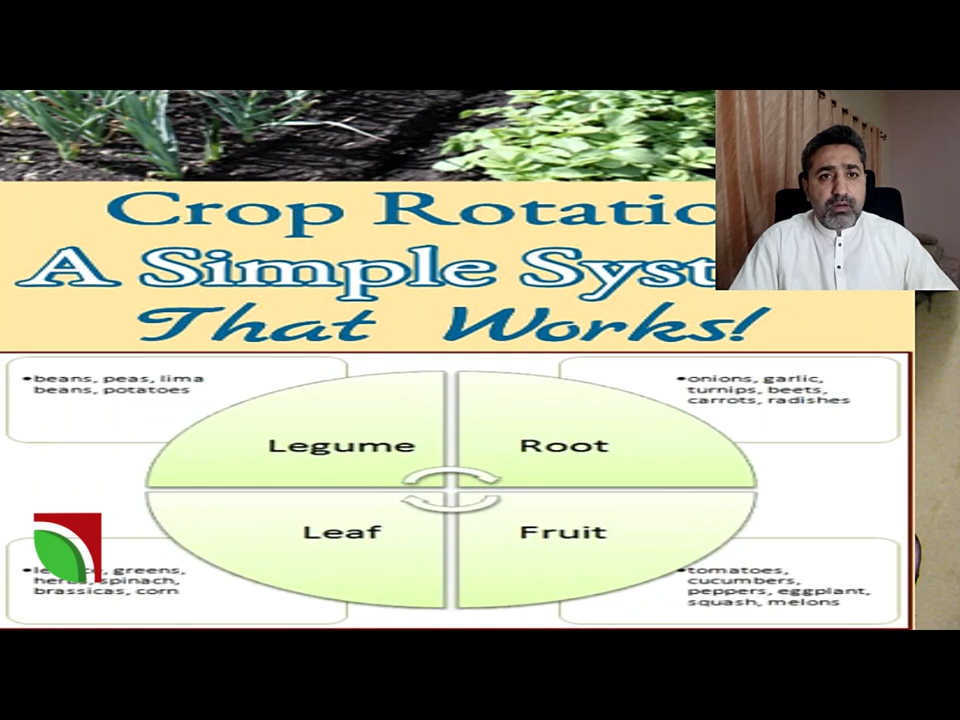 Crop Rotatio
A Simple Syst
That Works!
•beans, peas, lima
beans, potatoes
•onions, garlic,
turnips, beets,
carrots, radishes
Legume
Root
Leaf
Fruit
greens,
spinach,
brassicas, corn
•tomatoes,
cucumbers,
peppers, eggplant,
squash, melons